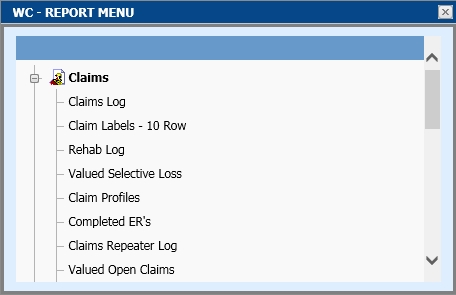 WC - REPORT MENU
Claims
Claims Log
Claim Labels - 10 Row
Rehab Log
Valued Selective Loss
Claim Profiles
Completed ER's
Claims Repeater Log
Valued Open Claims